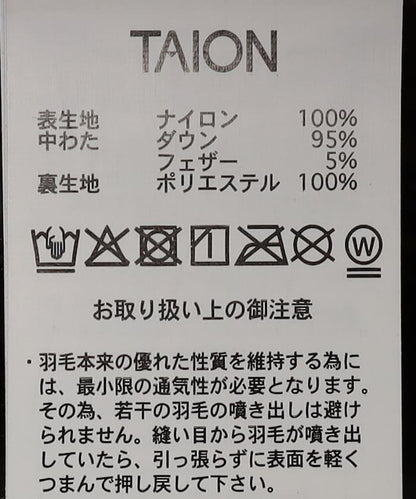 TAION
表生地 ナイロン 100%
中わた ダウン 95%
フェザー 5%
裏生地 ポリエステル 100%
W
お取り扱い上の御注意
・羽毛本来の優れた性質を維持する為に
は、最小限の通気性が必要となります。
その為、若干の羽毛の噴き出しは避け
られません。縫い目から羽毛が噴き出
していたら、引っ張らずに表面を軽く
つまんで押し戻して下さい。